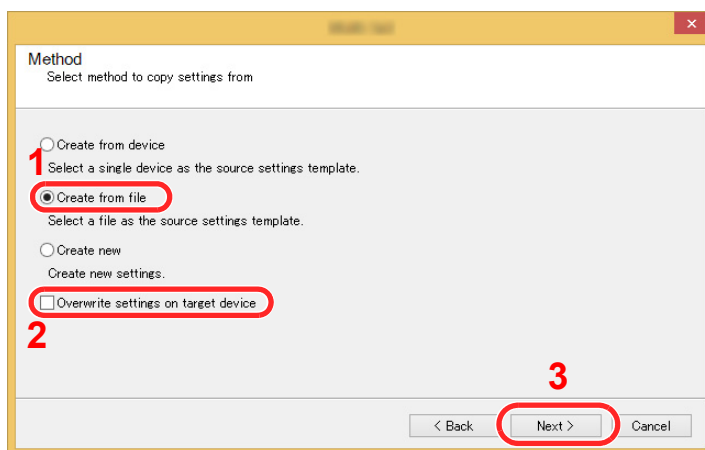 Method
Select method to copy settings from
Create from device
1
Select a single device as the source settings template.
Create from file
Select a file as the source settings template.
Create new
Create new settings.
Overwrite settings on target device
2
3
< Back Next > Cancel